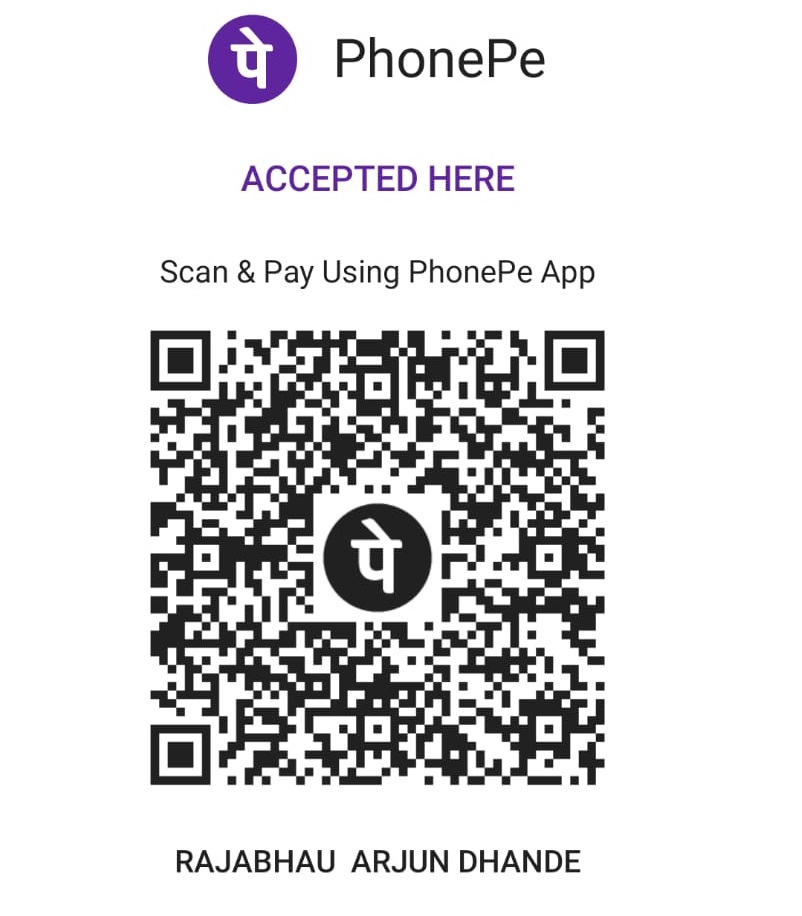 पे PhonePe
ACCEPTED HERE
Scan & Pay Using PhonePe App
पे
RAJABHAU ARJUN DHANDE